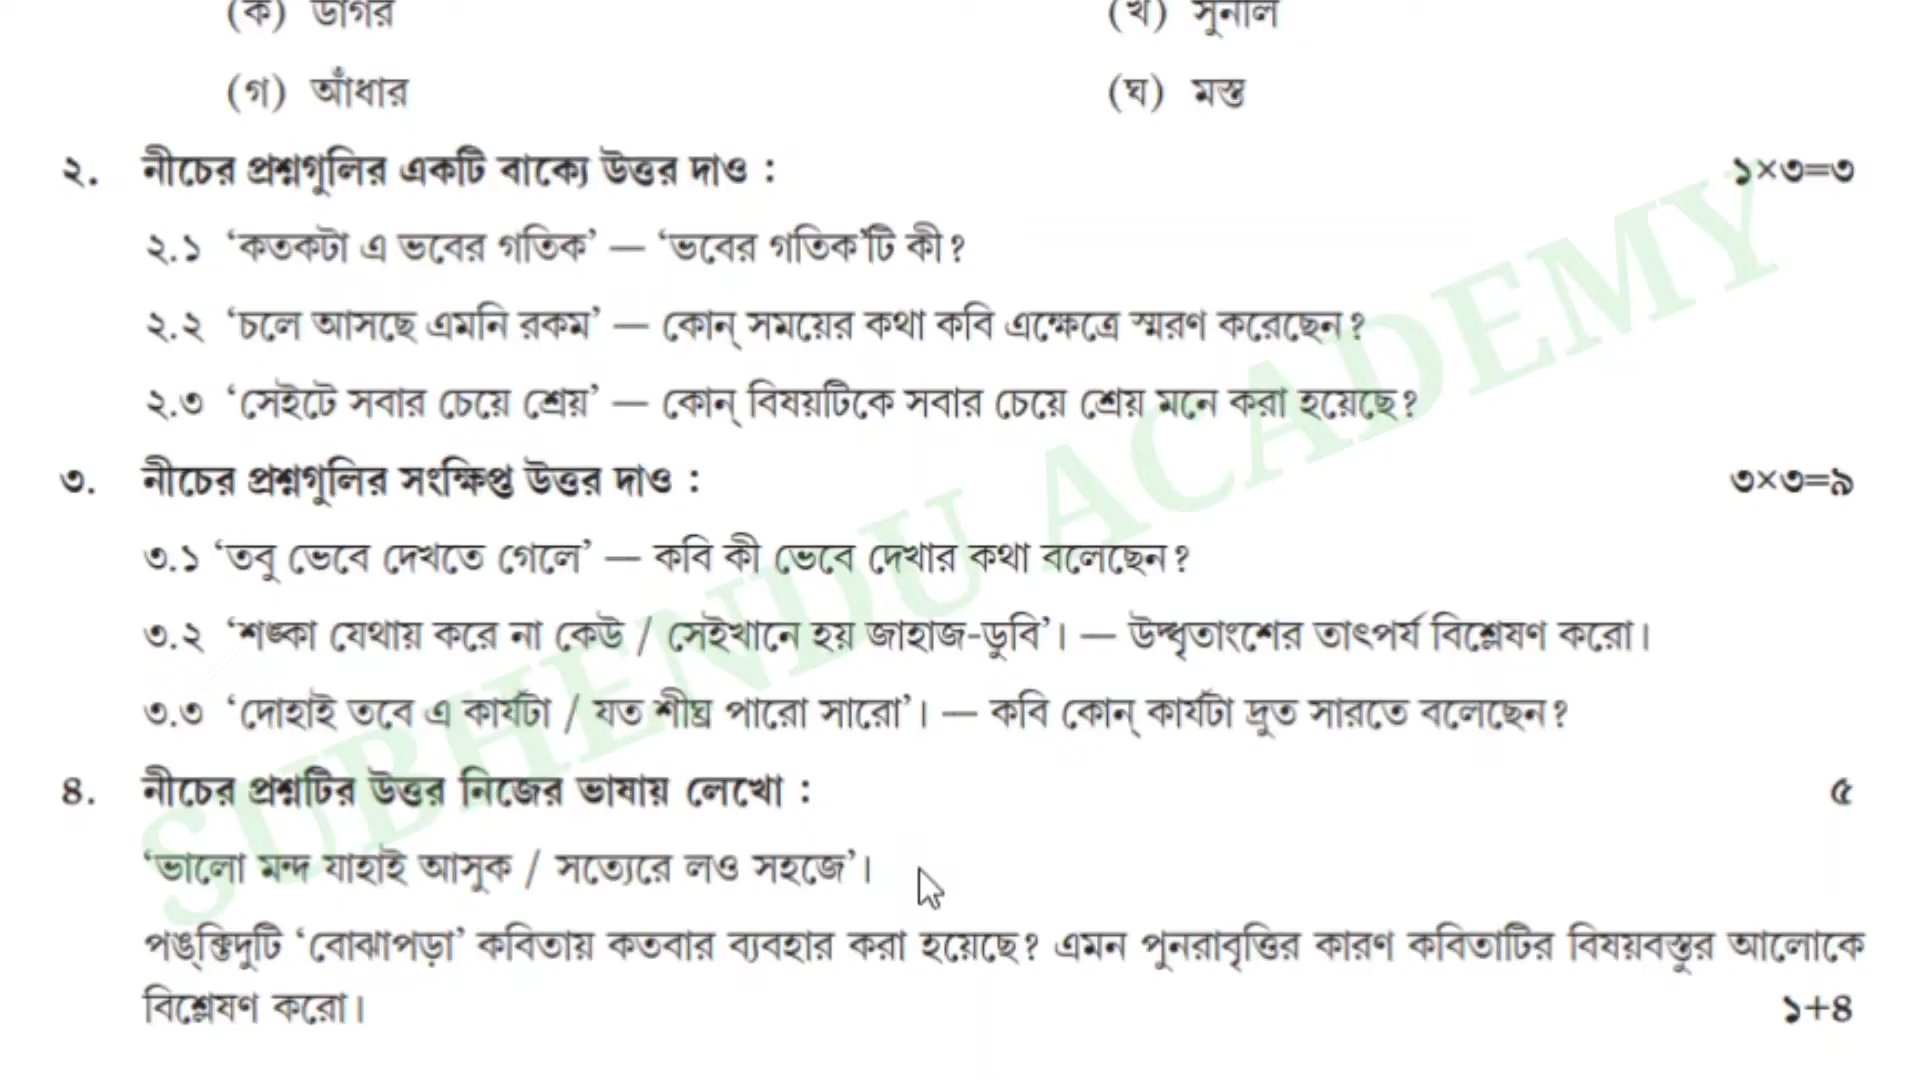 (ক) ডাগর (খ) সুনীল
(গ) আঁধার (ঘ) মস্ত
২. নীচের প্রশ্নগুলির একটি বাক্যে উত্তর দাও : ১×৩=৩
২.১ ‘কতকটা এ ভবের গতিক’ — ‘ভবের গতিক’টি কী?
২.২ ‘চলে আসছে এমনি রকম’ — কোন্ সময়ের কথা কবি এক্ষেত্রে স্মরণ করেছেন?
২.৩ ‘সেইটে সবার চেয়ে শ্রেয়’ — কোন্ বিষয়টিকে সবার চেয়ে শ্রেয় মনে করা হয়েছে?
৩. নীচের প্রশ্নগুলির সংক্ষিপ্ত উত্তর দাও : ৩×৩=৯
৩.১ ‘তবু ভেবে দেখতে গেলে’ — কবি কী ভেবে দেখার কথা বলেছেন?
৩.২ ‘শঙ্কা যেথায় করে না কেউ / সেইখানে হয় জাহাজ-ডুবি’। — উদ্ধৃতাংশের তাৎপর্য বিশ্লেষণ করো।
৩.৩ ‘দোহাই তবে এ কার্যটা / যত শীঘ্র পারো সারো’। — কবি কোন্ কার্যটা দ্রুত সারতে বলেছেন?
৪. নীচের প্রশ্নটির উত্তর নিজের ভাষায় লেখো : ৫
‘ভালো মন্দ যাহাই আসুক / সত্যেরে লও সহজে’।
পঙ্‌ক্তিদুটি ‘বোঝাপড়া’ কবিতায় কতবার ব্যবহার করা হয়েছে? এমন পুনরাবৃত্তির কারণ কবিতাটির বিষয়বস্তুর আলোকে
বিশ্লেষণ করো। ১+৪
SUBHENDU ACADEMY